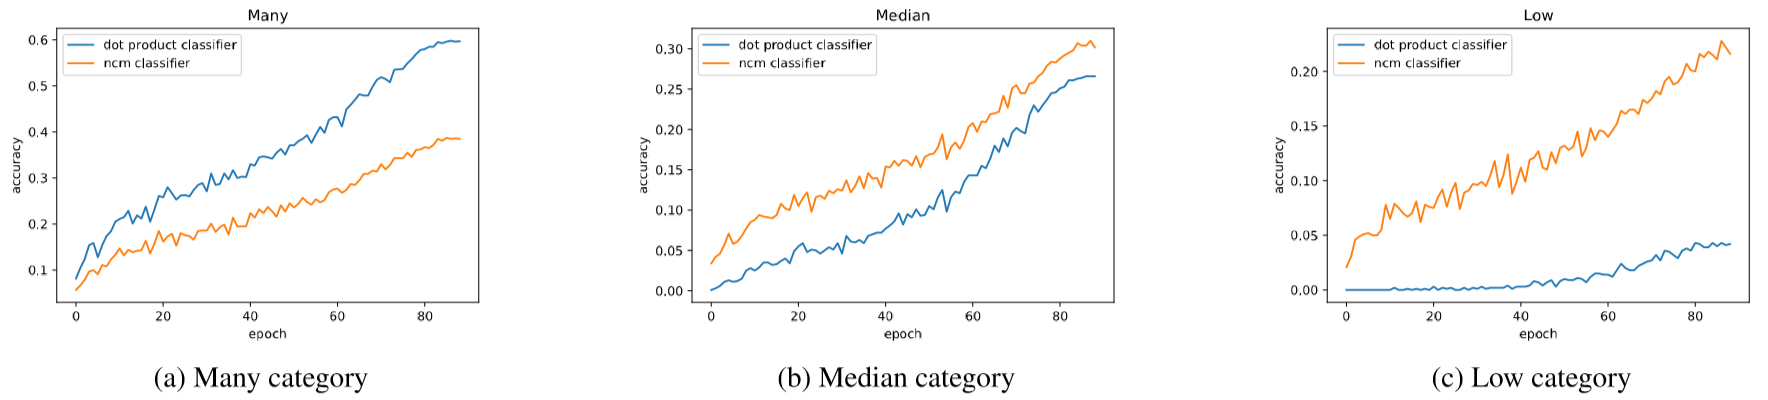 Many
dot product classifier
ncm classifier
accuracy
0.6
0.5
0.4
0.3
0.2
0.1
0 20 40 60 80
epoch
(a) Many category
Median
dot product classifier
ncm classifier
accuracy
0.30
0.25
0.20
0.15
0.10
0.05
0.00
0 20 40 60 80
epoch
(b) Median category
Low
dot product classifier
ncm classifier
accuracy
0.20
0.15
0.10
0.05
0.00
0 20 40 60 80
epoch
(c) Low category